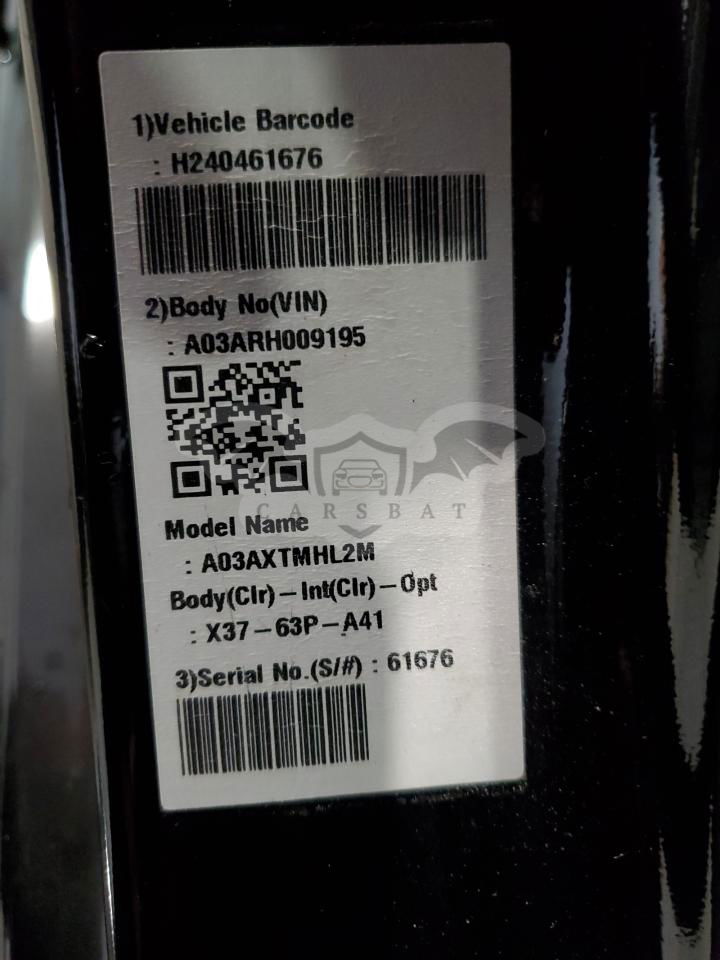 1)Vehicle Barcode
: H240461676
2)Body No(VIN)
: A03ARH009195
CARSBAT
Model Name
: A03AXTMHL2M
Body(Clr)-Int(Clr)-Opt
: X37-63P-A41
3)Serial No.(S/#) : 61676